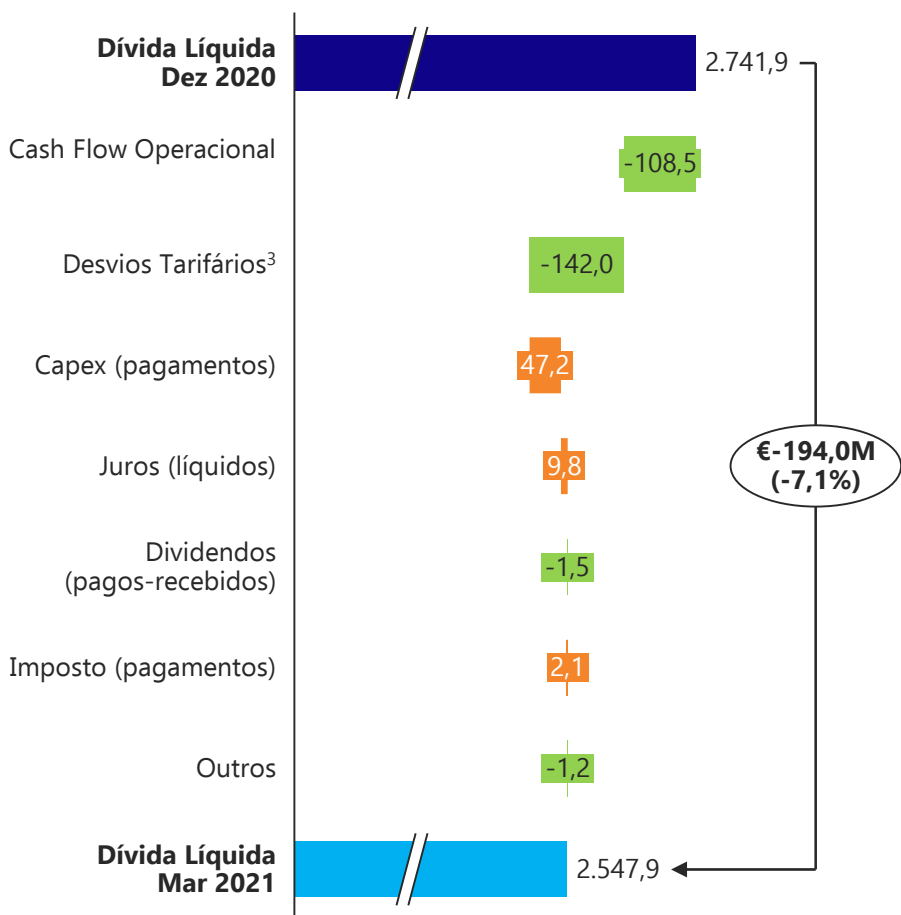 Dívida Líquida
Dez 2020
2.741,9
Cash Flow Operacional
-108,5
Desvios Tarifários³
-142,0
Capex (pagamentos)
47,2
€-194,0M
(-7,1%)
Juros (líquidos)
9,8
Dividendos
(pagos-recebidos)
-1,5
Imposto (pagamentos)
2,1
Outros
-1,2
Dívida Líquida
Mar 2021
2.547,9